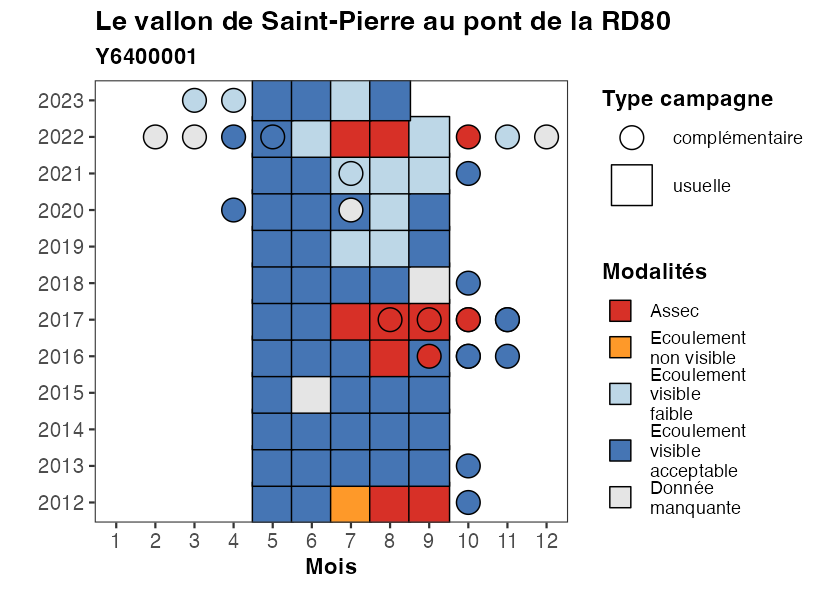 Le vallon de Saint-Pierre au pont de la RD80
Y6400001
2023
2022
2021
2020
2019
2018
2017
2016
2015
2014
2013
2012
1 2 3 4 5 6 7 8 9 10 11 12
Mois
Type campagne
complémentaire
usuelle
Modalités
Assec
Ecoulement
non visible
Ecoulement
visible
faible
Ecoulement
visible
acceptable
Donnée
manquante